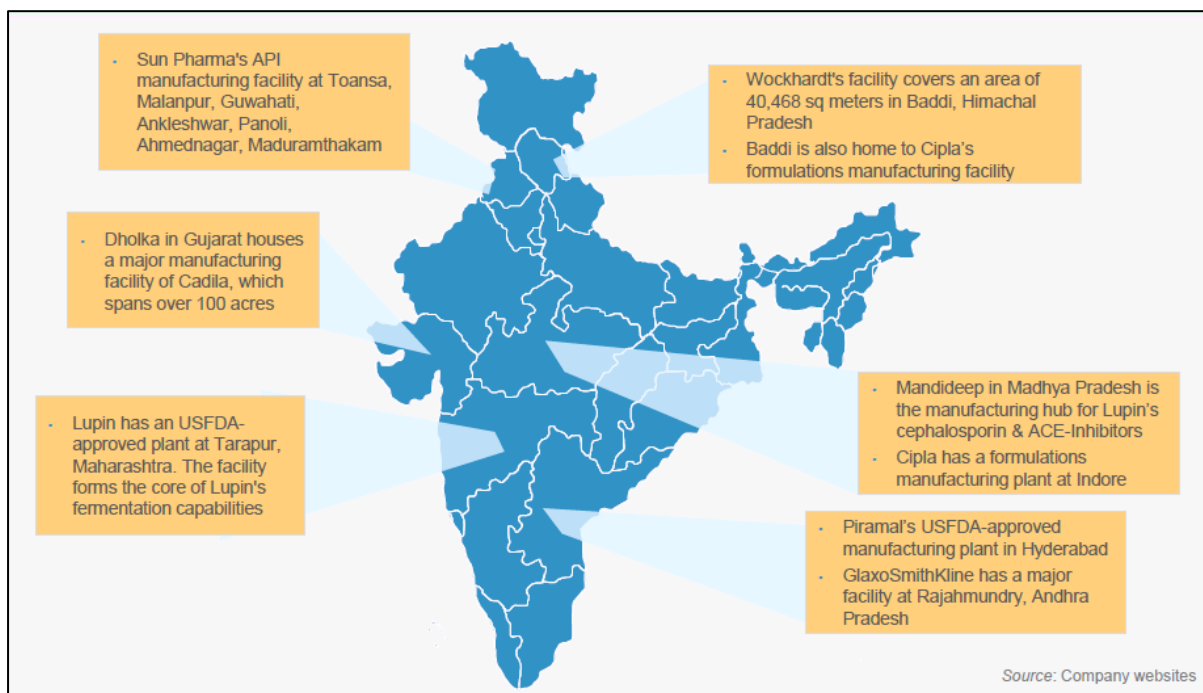 • Sun Pharma's API
manufacturing facility at Toansa,
Malanpur, Guwahati,
Ankleshwar, Panoli,
Ahmednagar, Maduramthakam
• Wockhardt's facility covers an area of
40,468 sq meters in Baddi, Himachal
Pradesh
• Baddi is also home to Cipla's
formulations manufacturing facility
• Dholka in Gujarat houses
a major manufacturing
facility of Cadila, which
spans over 100 acres
• Mandideep in Madhya Pradesh is
the manufacturing hub for Lupin's
cephalosporin & ACE-Inhibitors
• Cipla has a formulations
manufacturing plant at Indore
• Lupin has an USFDA-
approved plant at Tarapur,
Maharashtra. The facility
forms the core of Lupin's
fermentation capabilities
• Piramal's USFDA-approved
manufacturing plant in Hyderabad
• GlaxoSmithKline has a major
facility at Rajahmundry, Andhra
Pradesh
Source: Company websites